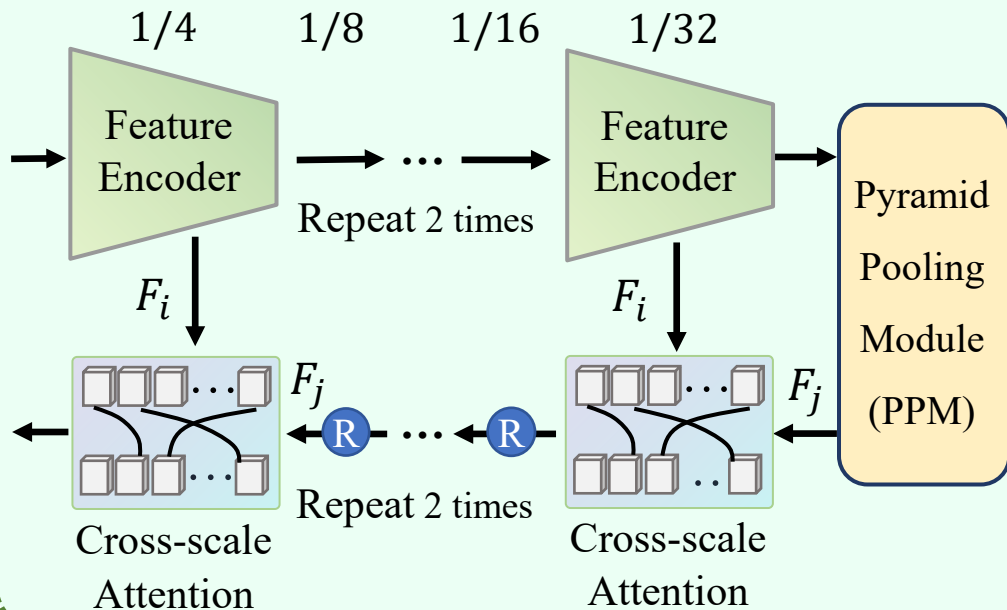 1/4 1/8 1/16 1/32
Feature
Encoder
...
Repeat 2 times
Feature
Encoder
Pyramid
Pooling
Module
(PPM)
F_i
F_i
F_j
R
...
R
F_j
...
...
...
..
Repeat 2 times
Cross-scale
Attention
Cross-scale
Attention